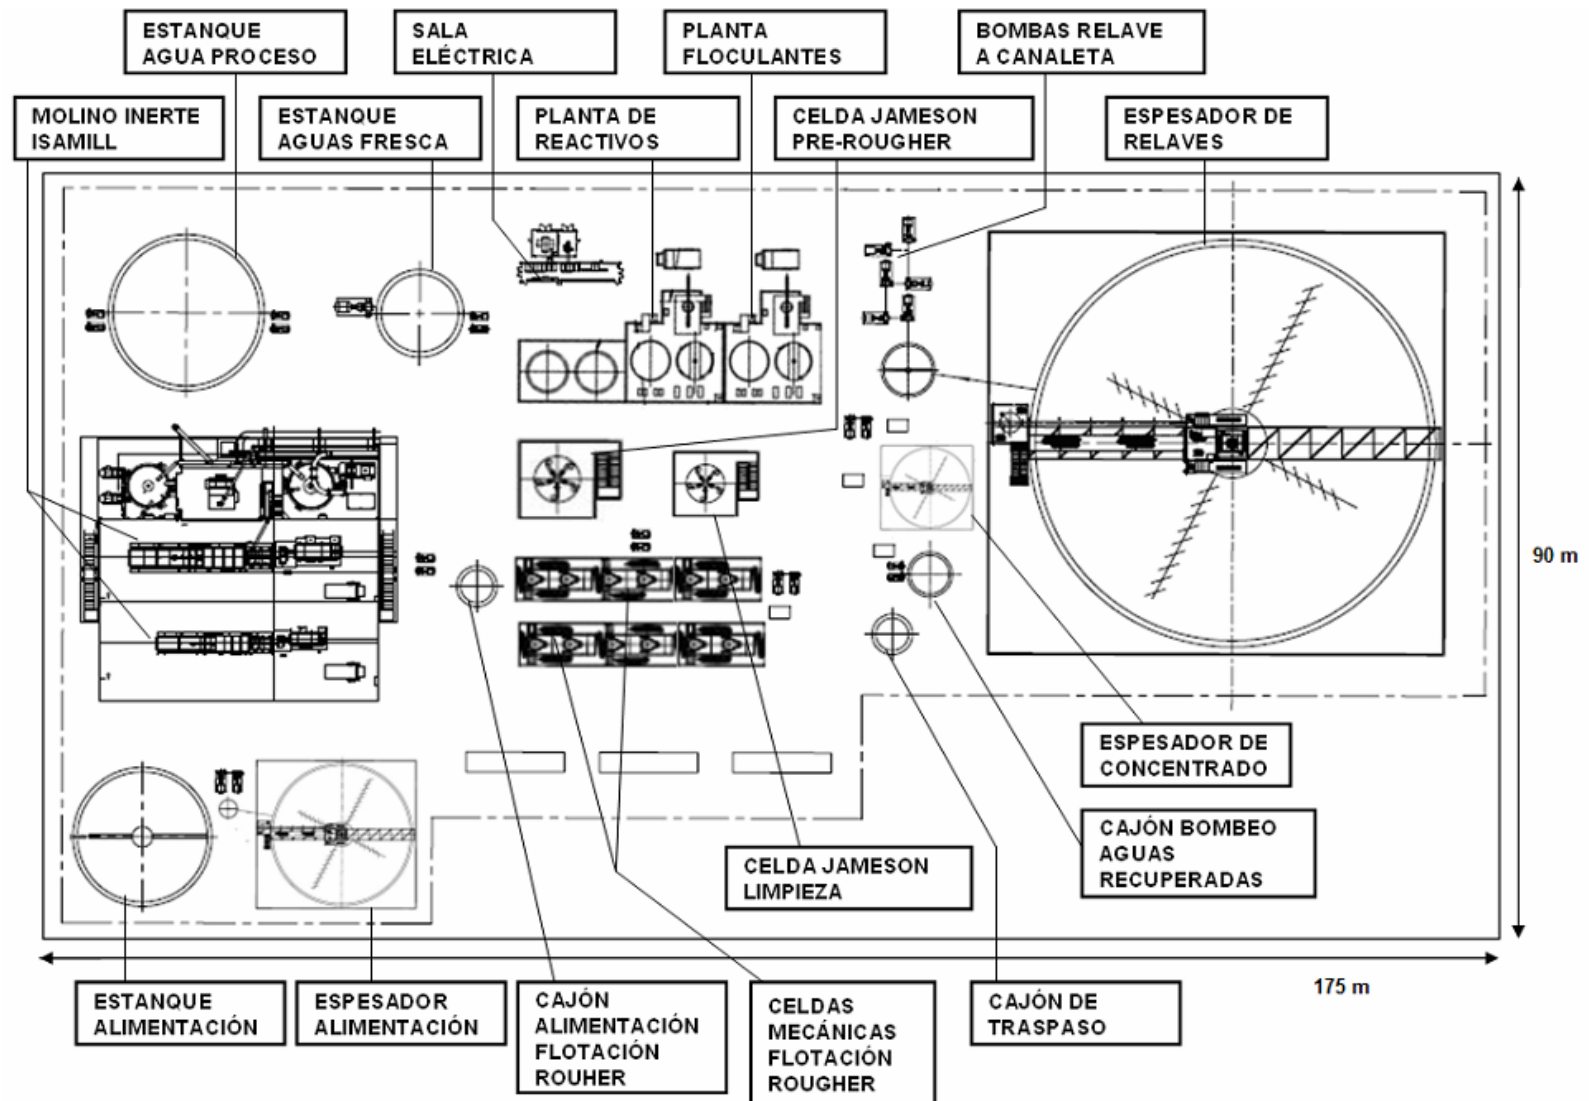 ESTANQUE
AGUA PROCESO
SALA
ELÉCTRICA
PLANTA
FLOCULANTES
BOMBAS RELAVE
A CANALETA
MOLINO INERTE
ISAMILL
ESTANQUE
AGUAS FRESCA
PLANTA DE
REACTIVOS
CELDA JAMESON
PRE-ROUGHER
ESPESADOR DE
RELAVES
90 m
ESPESADOR DE
CONCENTRADO
CAJÓN BOMBEO
AGUAS
RECUPERADAS
CELDA JAMESON
LIMPIEZA
175 m
ESTANQUE
ALIMENTACIÓN
ESPESADOR
ALIMENTACIÓN
CAJÓN
ALIMENTACIÓN
FLOTACIÓN
ROUHER
CELDAS
MECÁNICAS
FLOTACIÓN
ROUGHER
CAJÓN DE
TRASPASO